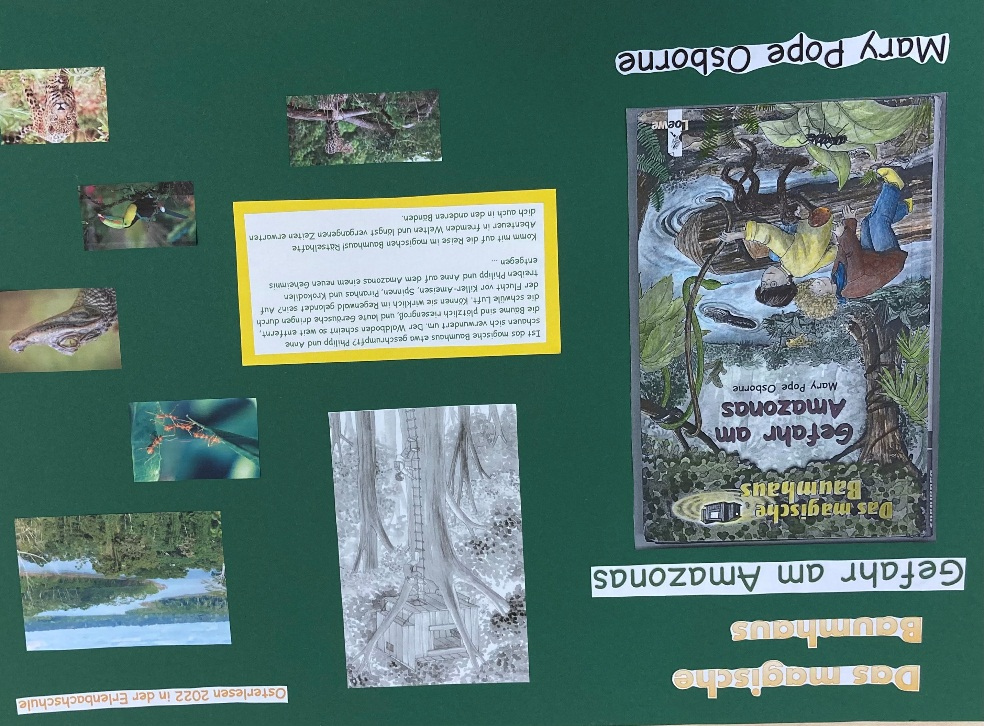 Das magische
Baumhaus
Gefahr am Amazonas
Das magische
Baumhaus
Gefahr am
Amazonas
Mary Pope Osborne
Loewe
Mary Pope Osborne
Osterlesen 2022 in der Erlenbachschule
Ist das magische Baumhaus etwa geschrumpft? Philipp und Anne
schauen sich verwundert um. Der Waldboden scheint so weit entfernt,
die Bäume sind plötzlich riesengroß, und laute Geräusche dringen durch
die schwüle Luft. Können sie wirklich im Regenwald gelandet sein? Auf
der Flucht vor Killer-Ameisen, Spinnen, Piranhas und Krokodilen
treiben Philipp und Anne auf dem Amazonas einem neuen Geheimnis
entgegen ...
Komm mit auf die Reise im magischen Baumhaus! Rätselhafte
Abenteuer in fremden Welten und längst vergangenen Zeiten erwarten
dich auch in den anderen Bänden.